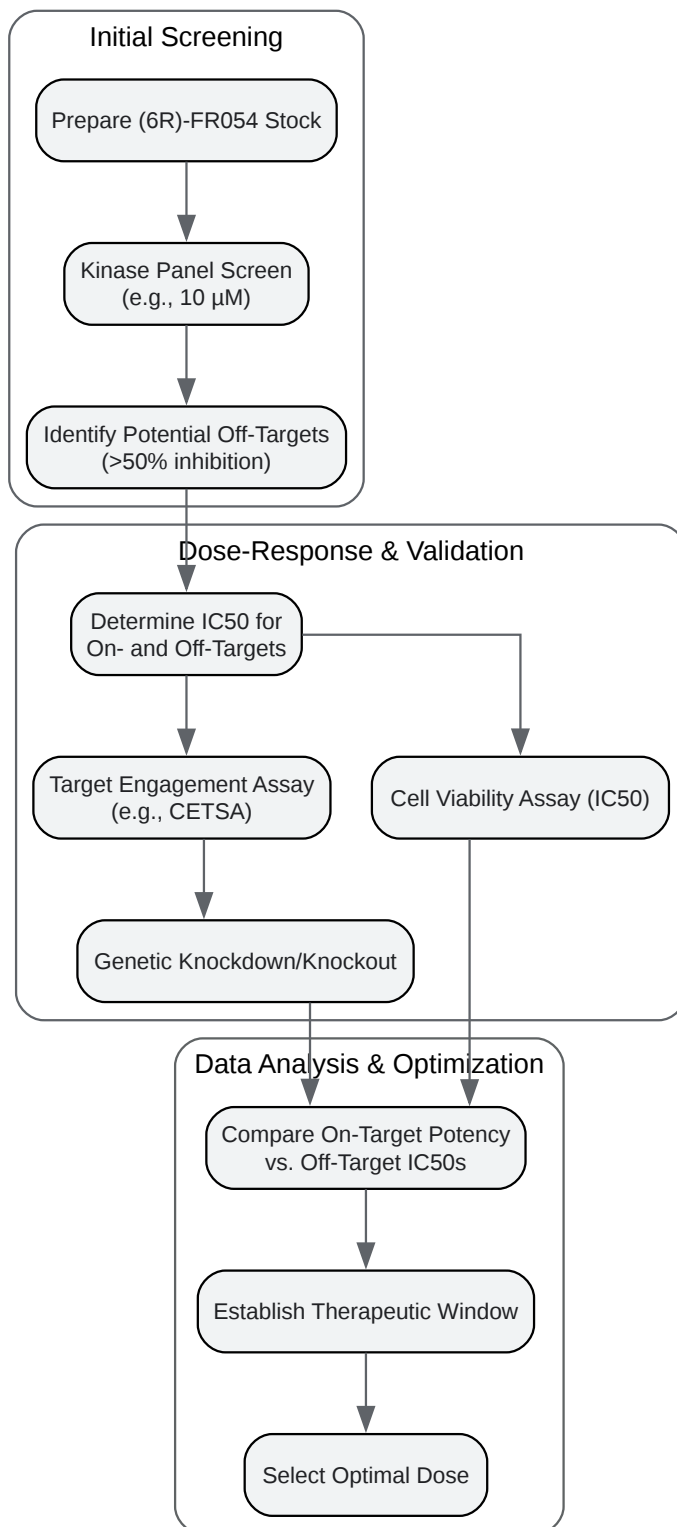 Initial Screening
Prepare (6R)-FR054 Stock
Kinase Panel Screen
(e.g., 10 µM)
Identify Potential Off-Targets
(>50% inhibition)
Dose-Response & Validation
Determine IC50 for
On- and Off-Targets
Target Engagement Assay
(e.g., CETSA)
Cell Viability Assay (IC50)
Genetic Knockdown/Knockout
Data Analysis & Optimization
Compare On-Target Potency
vs. Off-Target IC50s
Establish Therapeutic Window
Select Optimal Dose